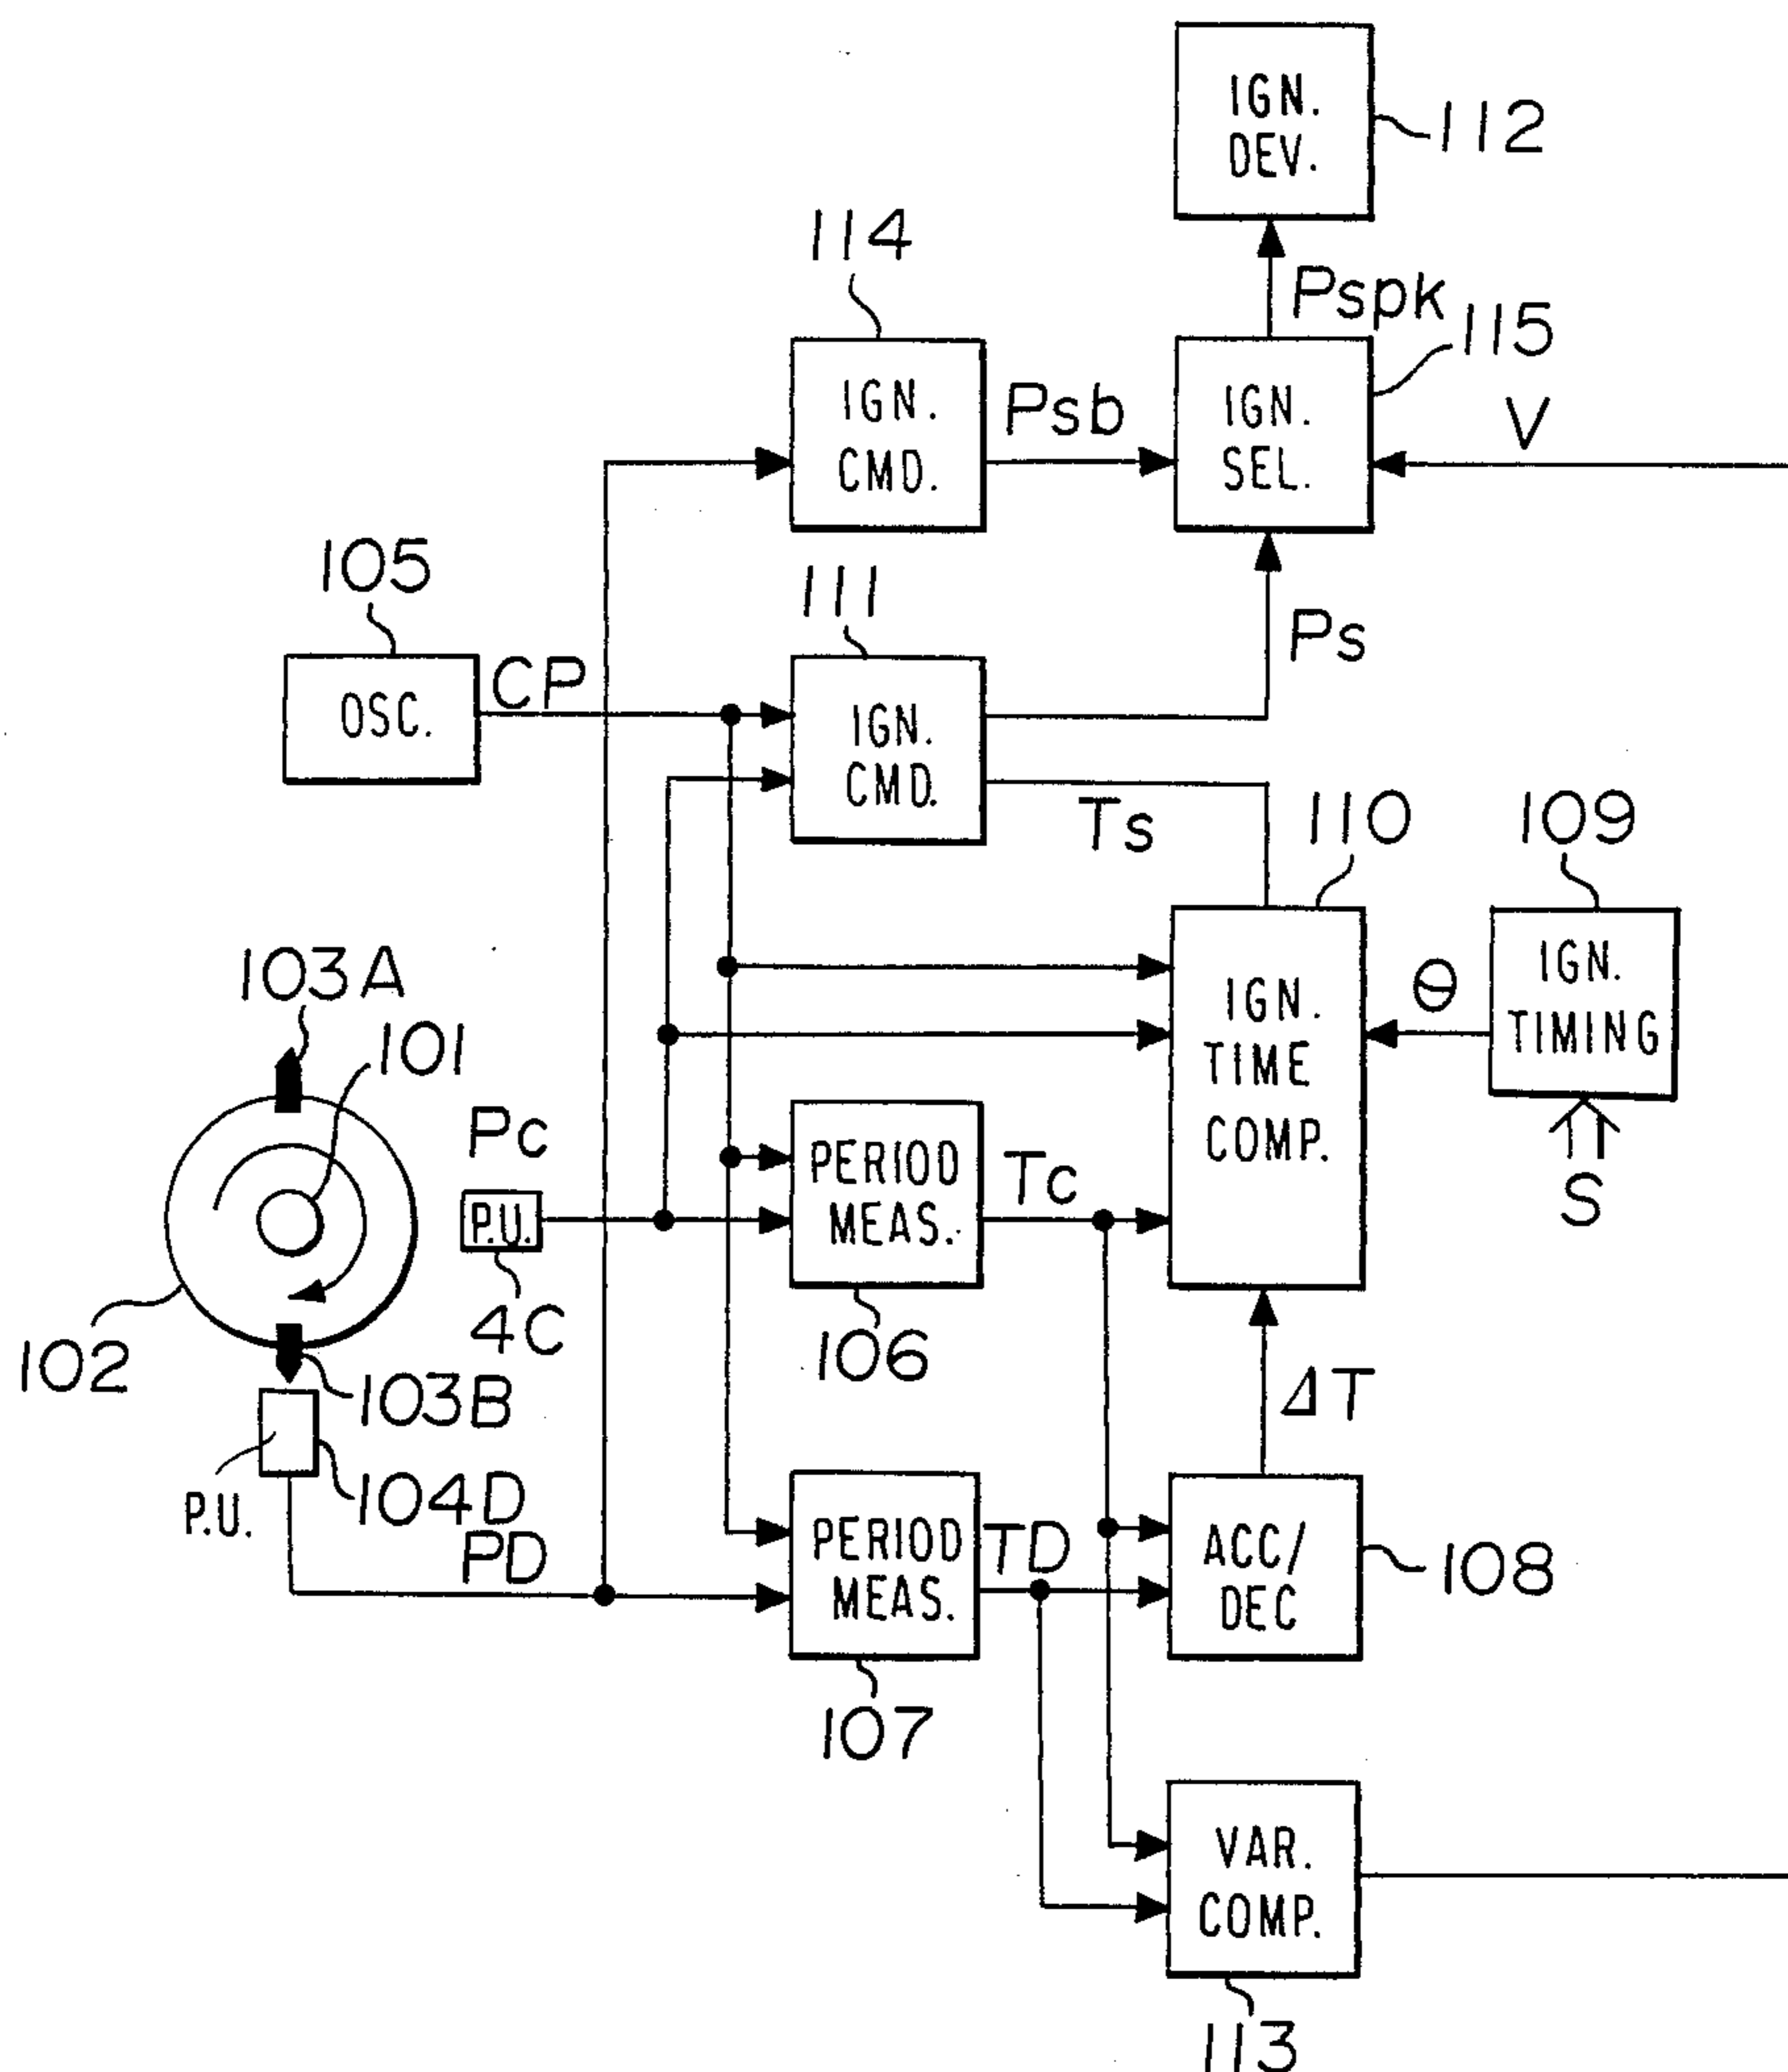 IGN.
DEV.
112
114
Pspk
115
IGN.
CMD.
Psb
IGN.
SEL.
V
105
111
Ps
OSC.
CP
IGN.
CMD.
Ts
110
109
103A
101
IGN.
TIME
COMP.
θ
IGN.
TIMING
S
Pc
P.U.
4C
PERIOD
MEAS.
Tc
106
102
103B
ΔT
P.U.
104D
PD
PERIOD
MEAS.
TD
ACC/
DEC
108
107
VAR.
COMP.
113